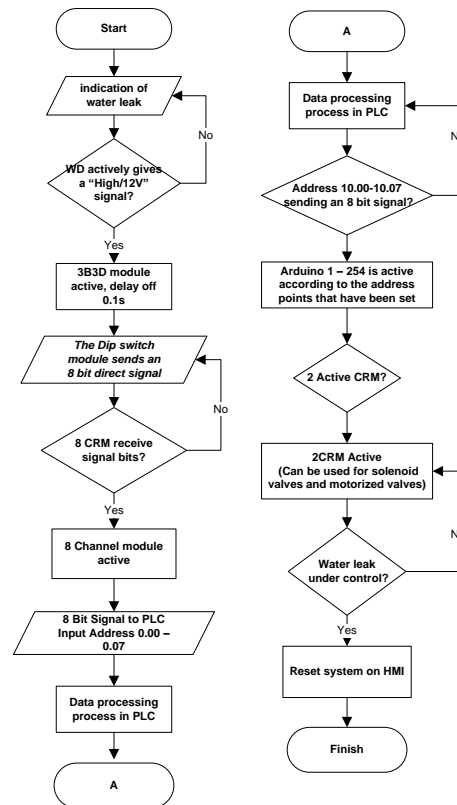 Start
indication of
water leak
No
WD actively gives
a “High/12V”
signal?
Yes
3B3D module
active, delay off
0.1s
The Dip switch
module sends an
8 bit direct signal
No
8 CRM receive
signal bits?
Yes
8 Channel module
active
8 Bit Signal to PLC
Input Address 0.00 –
0.07
Data processing
process in PLC
A
A
Data processing
process in PLC
N
Address 10.00-10.07
sending an 8 bit signal?
Arduino 1 – 254 is active
according to the address
points that have been set
2 Active CRM?
2CRM Active
(Can be used for solenoid
valves and motorized valves)
N
Water leak
under control?
Yes
Reset system on HMI
Finish